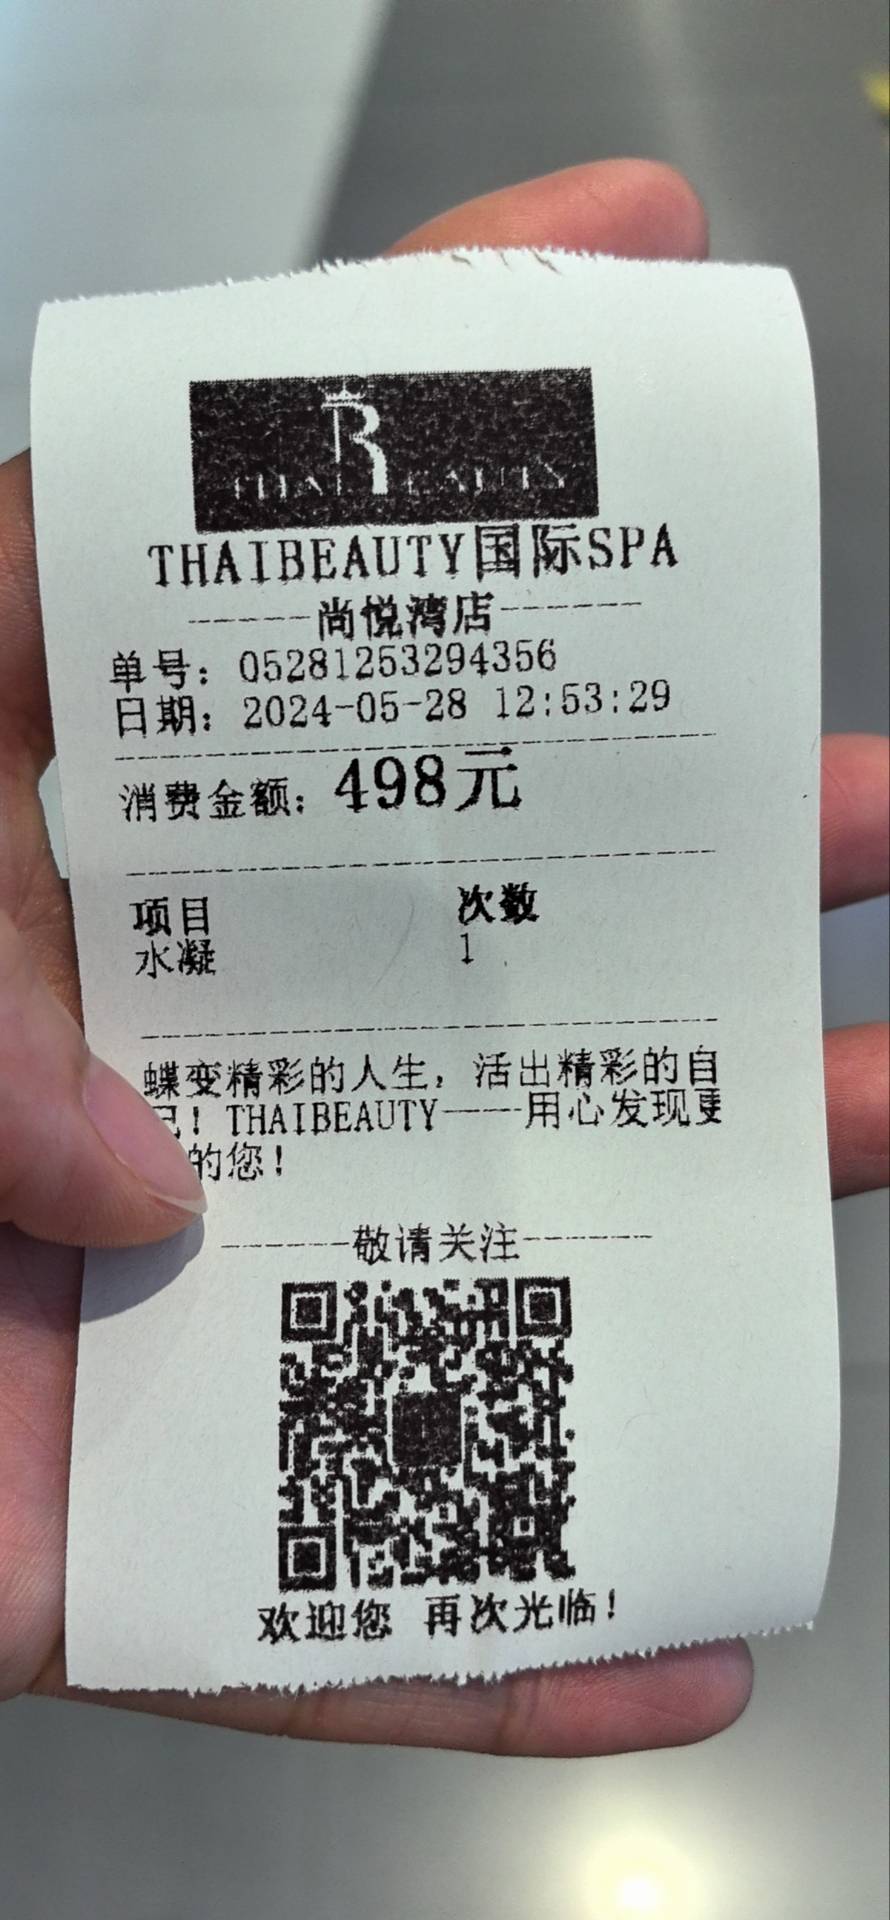 THAI BEAUTY
THAIBEAUTY国际SPA
------尚悦湾店------
单号：05281253294356
日期：2024-05-28 12:53:29
消费金额：498元
项目 次数
水凝 1
蝶变精彩的人生，活出精彩的自
己！THAIBEAUTY——--用心发现更
的您！
------敬请关注------
欢迎您 再次光临！